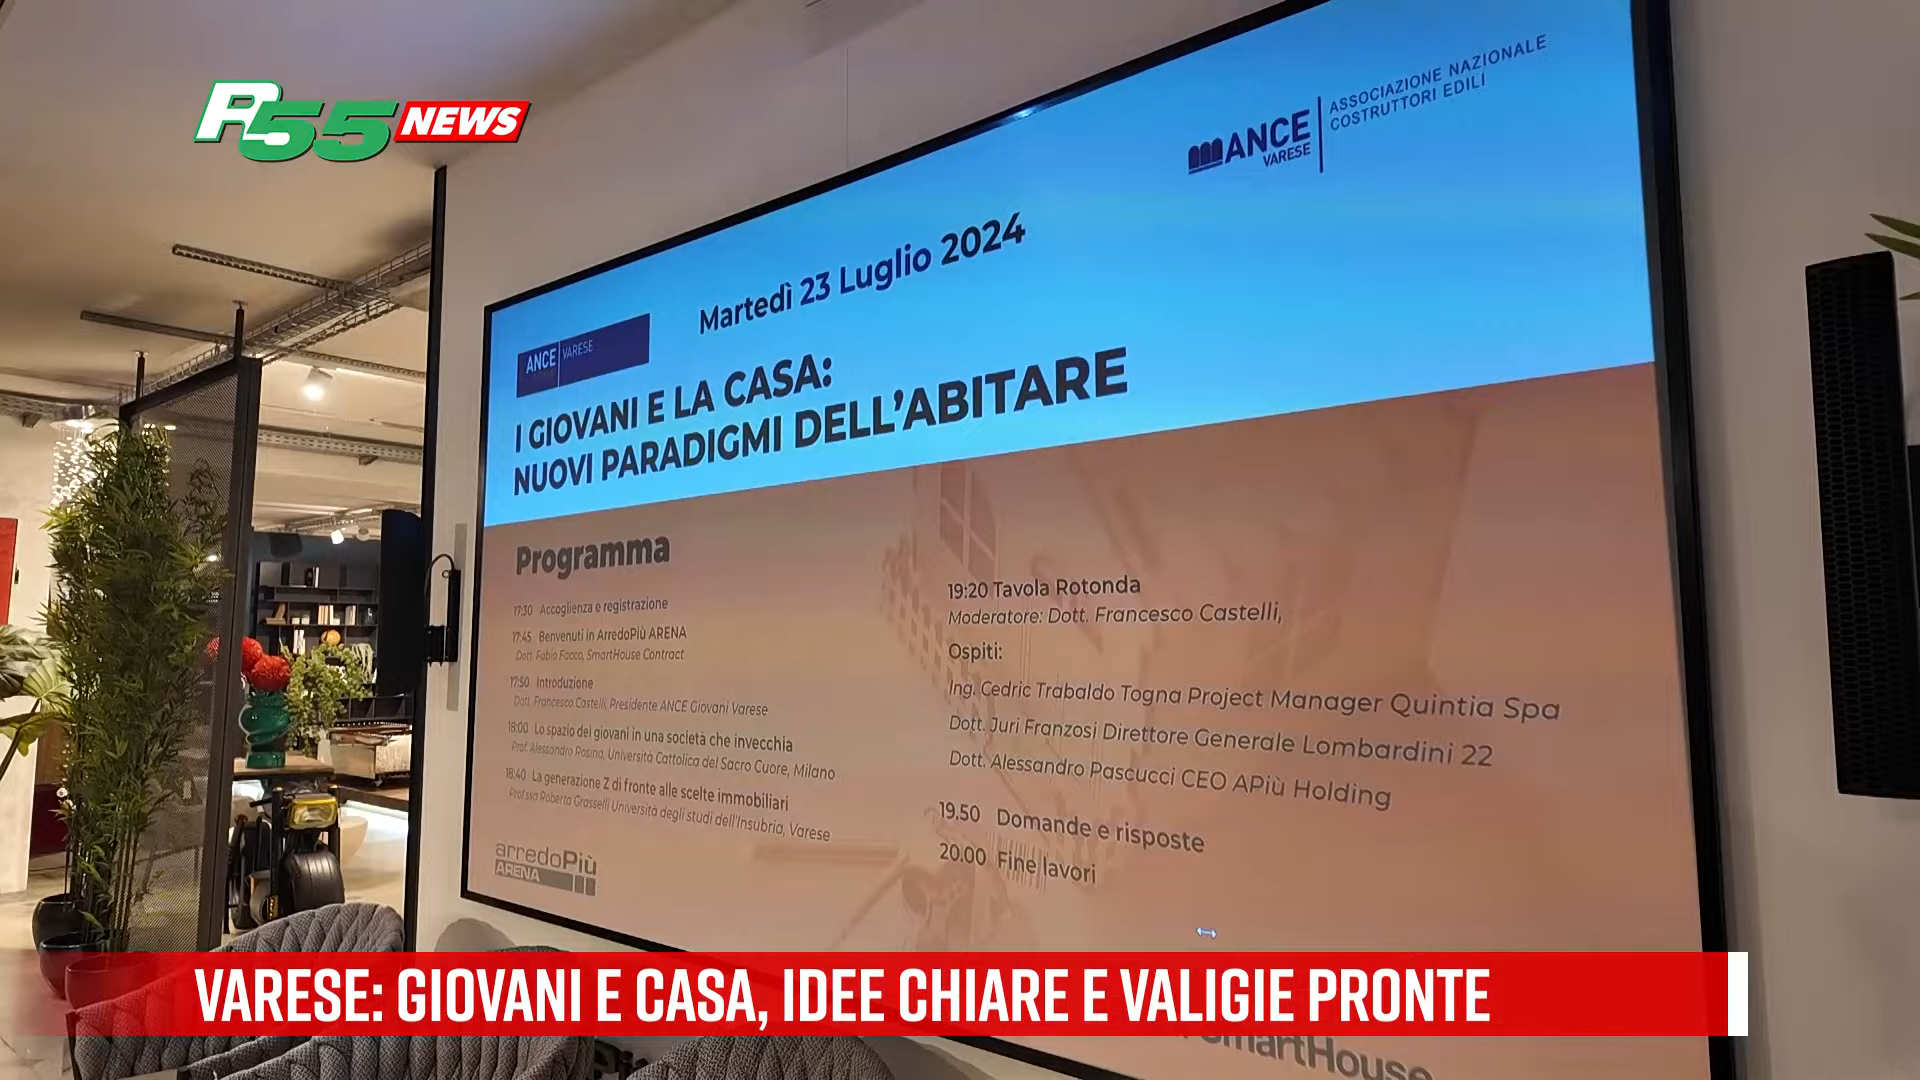 R55 NEWS
ANCE VARESE
ASSOCIAZIONE NAZIONALE
COSTRUTTORI EDILI
Martedì 23 Luglio 2024
ANCE VARESE
I GIOVANI E LA CASA:
NUOVI PARADIGMI DELL'ABITARE
Programma
17:30 Accoglienza e registrazione
17:45 Benvenuti in ArredoPiù ARENA
Dott. Fabio Facco, SmartHouse Contract
17:50 Introduzione
Dott. Francesco Castelli, Presidente ANCE Giovani Varese
18:00 Lo spazio dei giovani in una società che invecchia
Prof. Alessandro Rosina, Università Cattolica del Sacro Cuore, Milano
18:40 La generazione Z di fronte alle scelte immobiliari
Prof.ssa Roberta Grasselli Università degli studi dell'Insubria, Varese
arredoPiù
ARENA
19:20 Tavola Rotonda
Moderatore: Dott. Francesco Castelli,
Ospiti:
Ing. Cedric Trabaldo Togna Project Manager Quintia Spa
Dott. Juri Franzosi Direttore Generale Lombardini 22
Dott. Alessandro Pascucci CEO APiù Holding
19.50 Domande e risposte
20.00 Fine lavori
VARESE: GIOVANI E CASA, IDEE CHIARE E VALIGIE PRONTE
SmartHouse